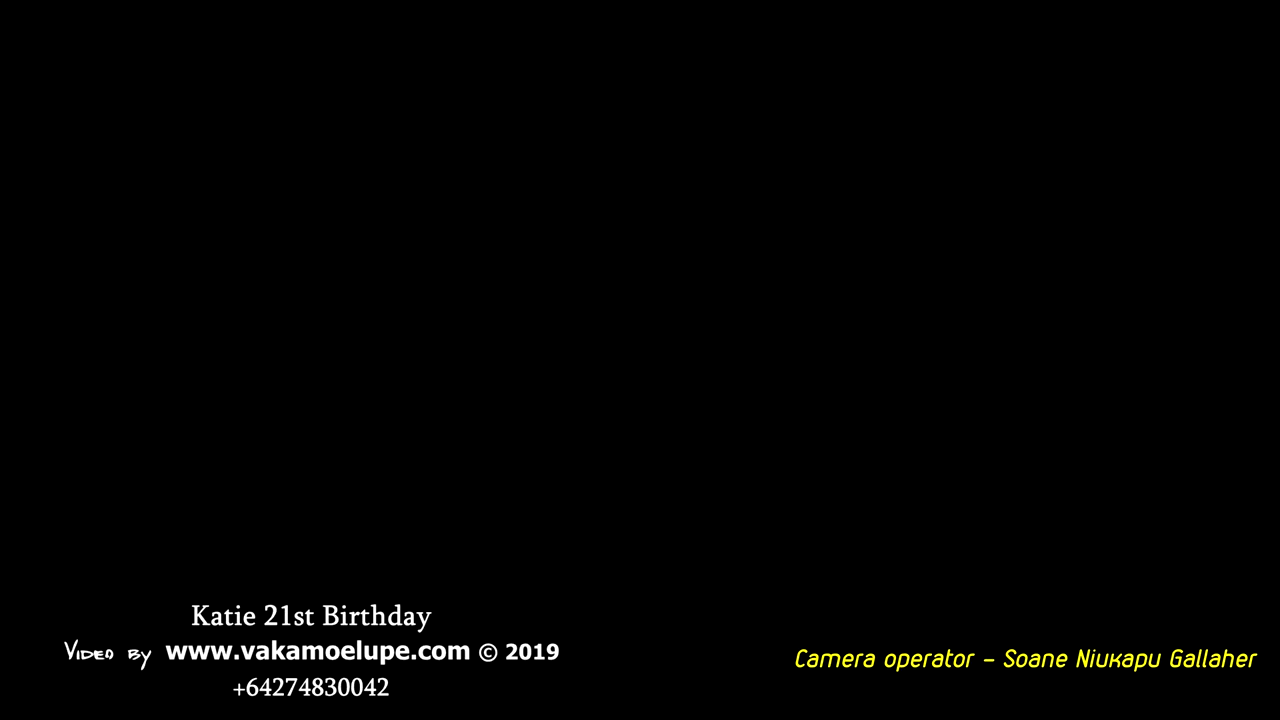 Katie 21st Birthday
Video by www.vakamoelupe.com © 2019
+64274830042
Camera operator - Soane Niukapu Gallaher